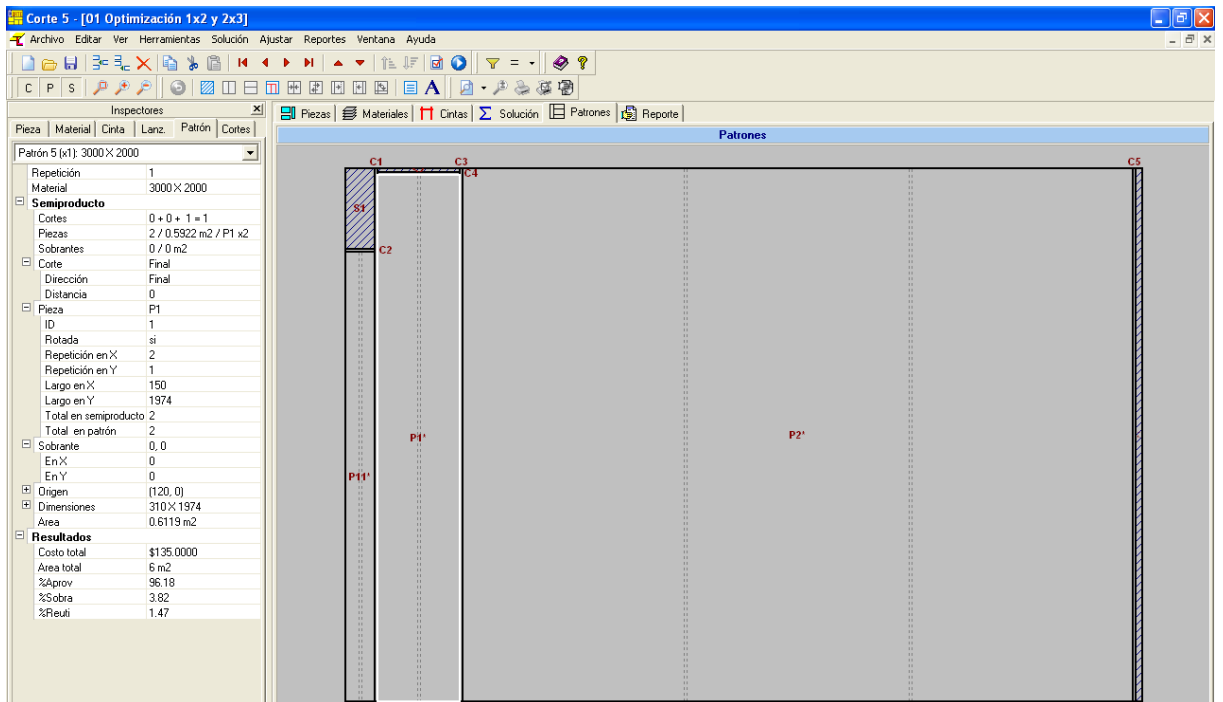 Corte 5 - [01 Optimización 1x2 y 2x3]
Archivo Editar Ver Herramientas Solución Ajustar Reportes Ventana Ayuda
C P S A
Inspectores
Pieza Material Cinta Lanz. Patrón Cortes
Piezas Materiales Cintas Solución Patrones Reporte
Patrones
Patrón 5 (x1): 3000 X 2000
Repetición 1
Material 3000 X 2000
Semiproducto
Cortes 0 + 0 + 1 = 1
Piezas 2 / 0.5922 m2 / P1 x2
Sobrantes 0 / 0 m2
Corte Final
Dirección Final
Distancia 0
Pieza P1
ID 1
Rotada si
Repetición en X 2
Repetición en Y 1
Largo en X 150
Largo en Y 1974
Total en semiproducto 2
Total en patrón 2
Sobrante 0, 0
En X 0
En Y 0
Origen (120, 0)
Dimensiones 310 X 1974
Area 0.6119 m2
Resultados
Costo total $135.0000
Area total 6 m2
%Aprov 96.18
%Sobra 3.82
%Reuti 1.47
C1 C3 C5
C4
S1
C2
P1'
P2'
P11'